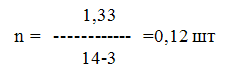 1,33
n = ------------ =0,12 шт
14-3